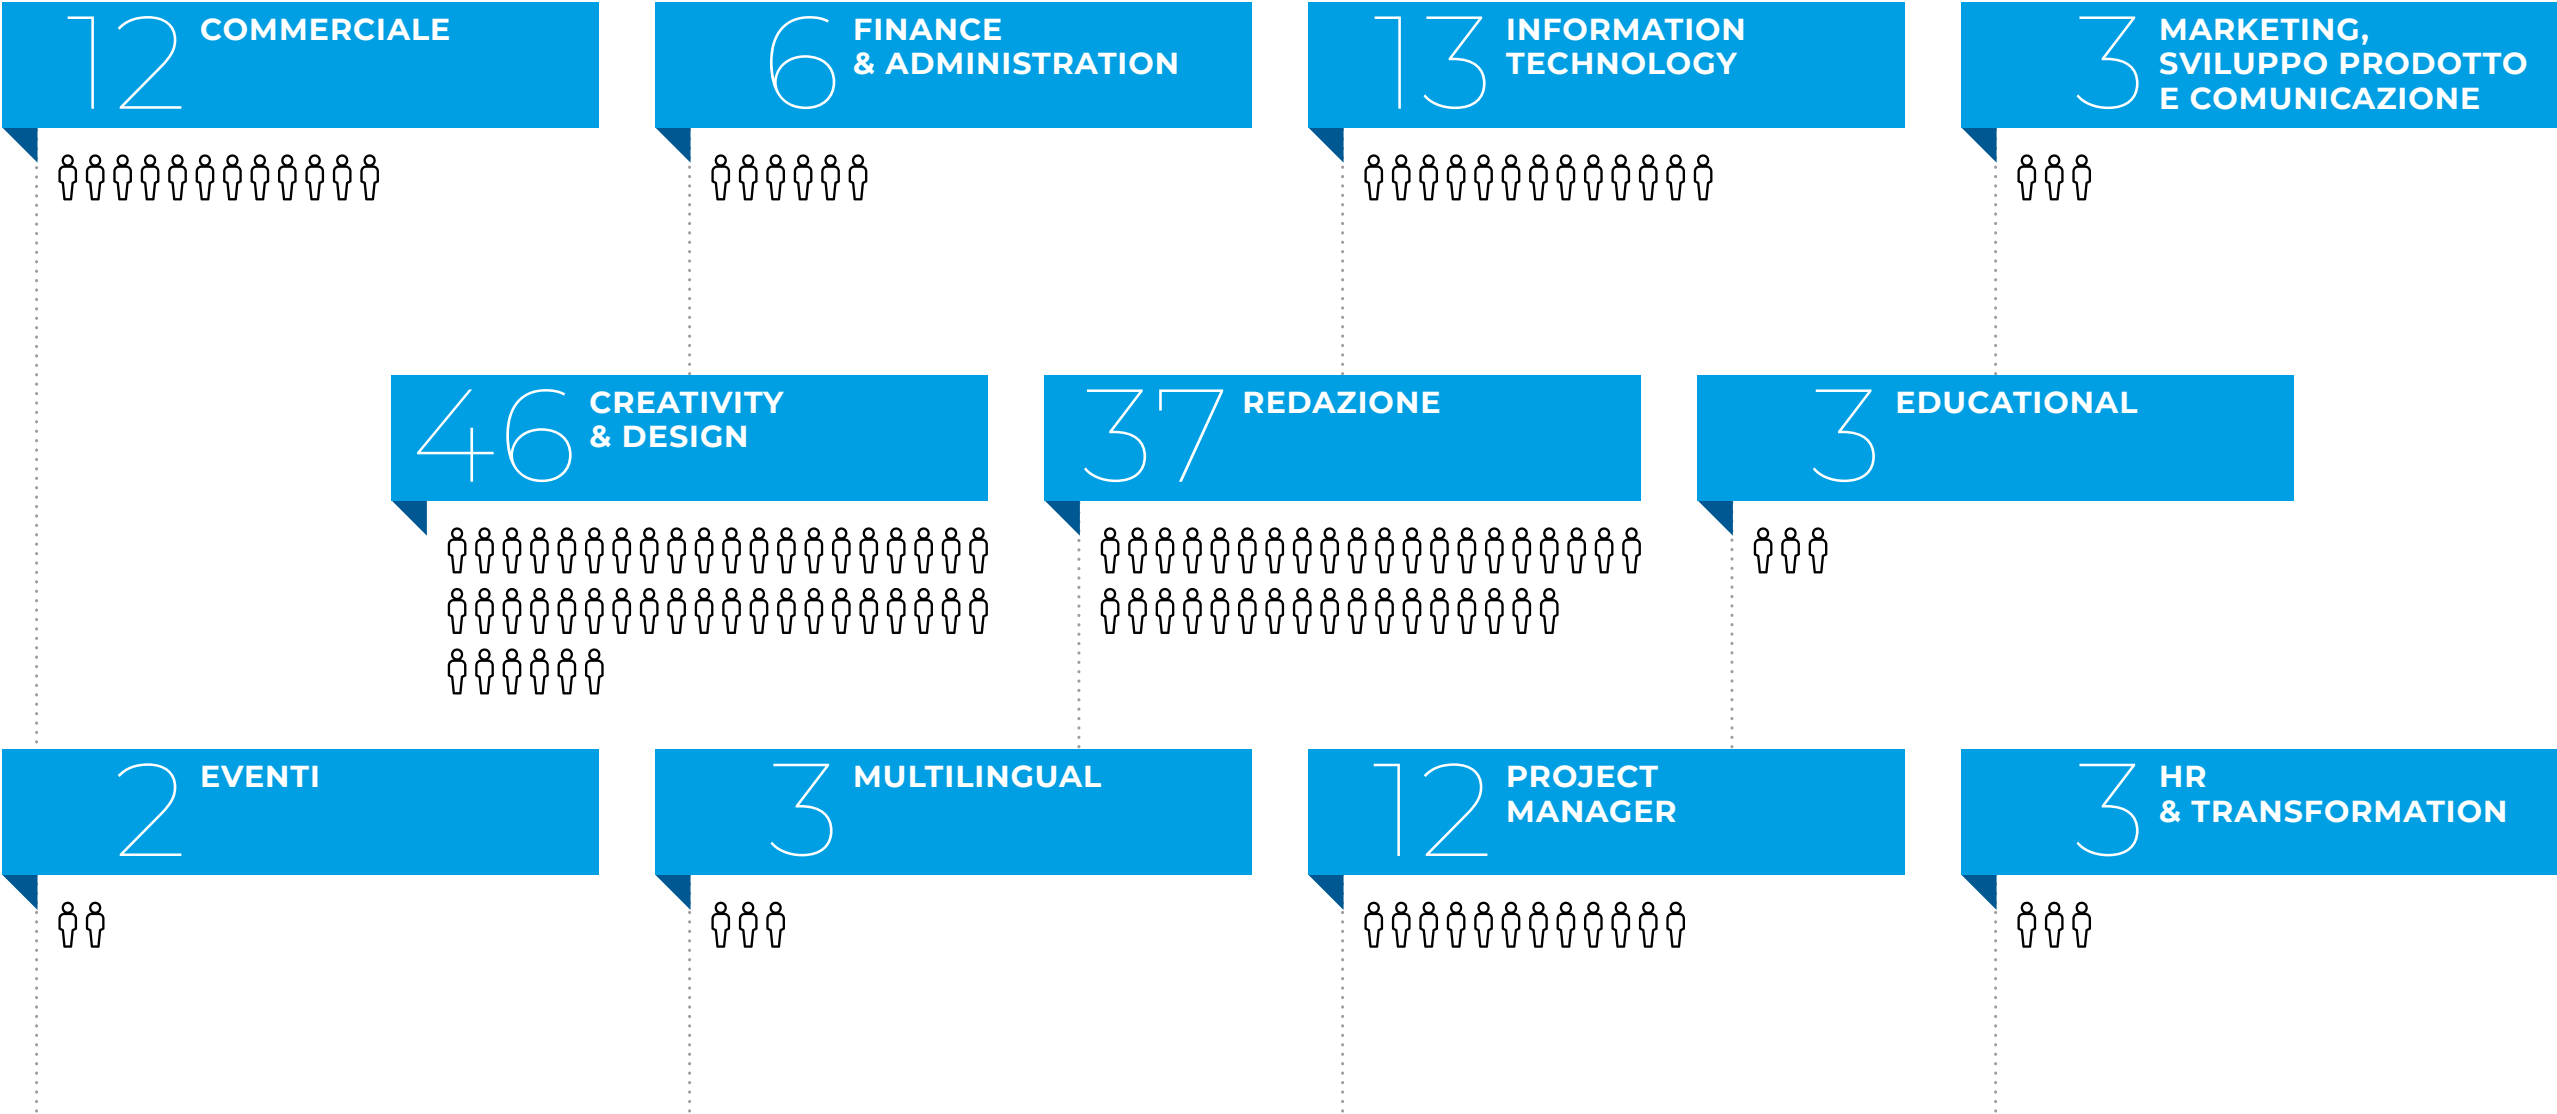 12 COMMERCIALE
6 FINANCE
& ADMINISTRATION
13 INFORMATION
TECHNOLOGY
3 MARKETING,
SVILUPPO PRODOTTO
E COMUNICAZIONE
46 CREATIVITY
& DESIGN
37 REDAZIONE
3 EDUCATIONAL
2 EVENTI
3 MULTILINGUAL
12 PROJECT
MANAGER
3 HR
& TRANSFORMATION